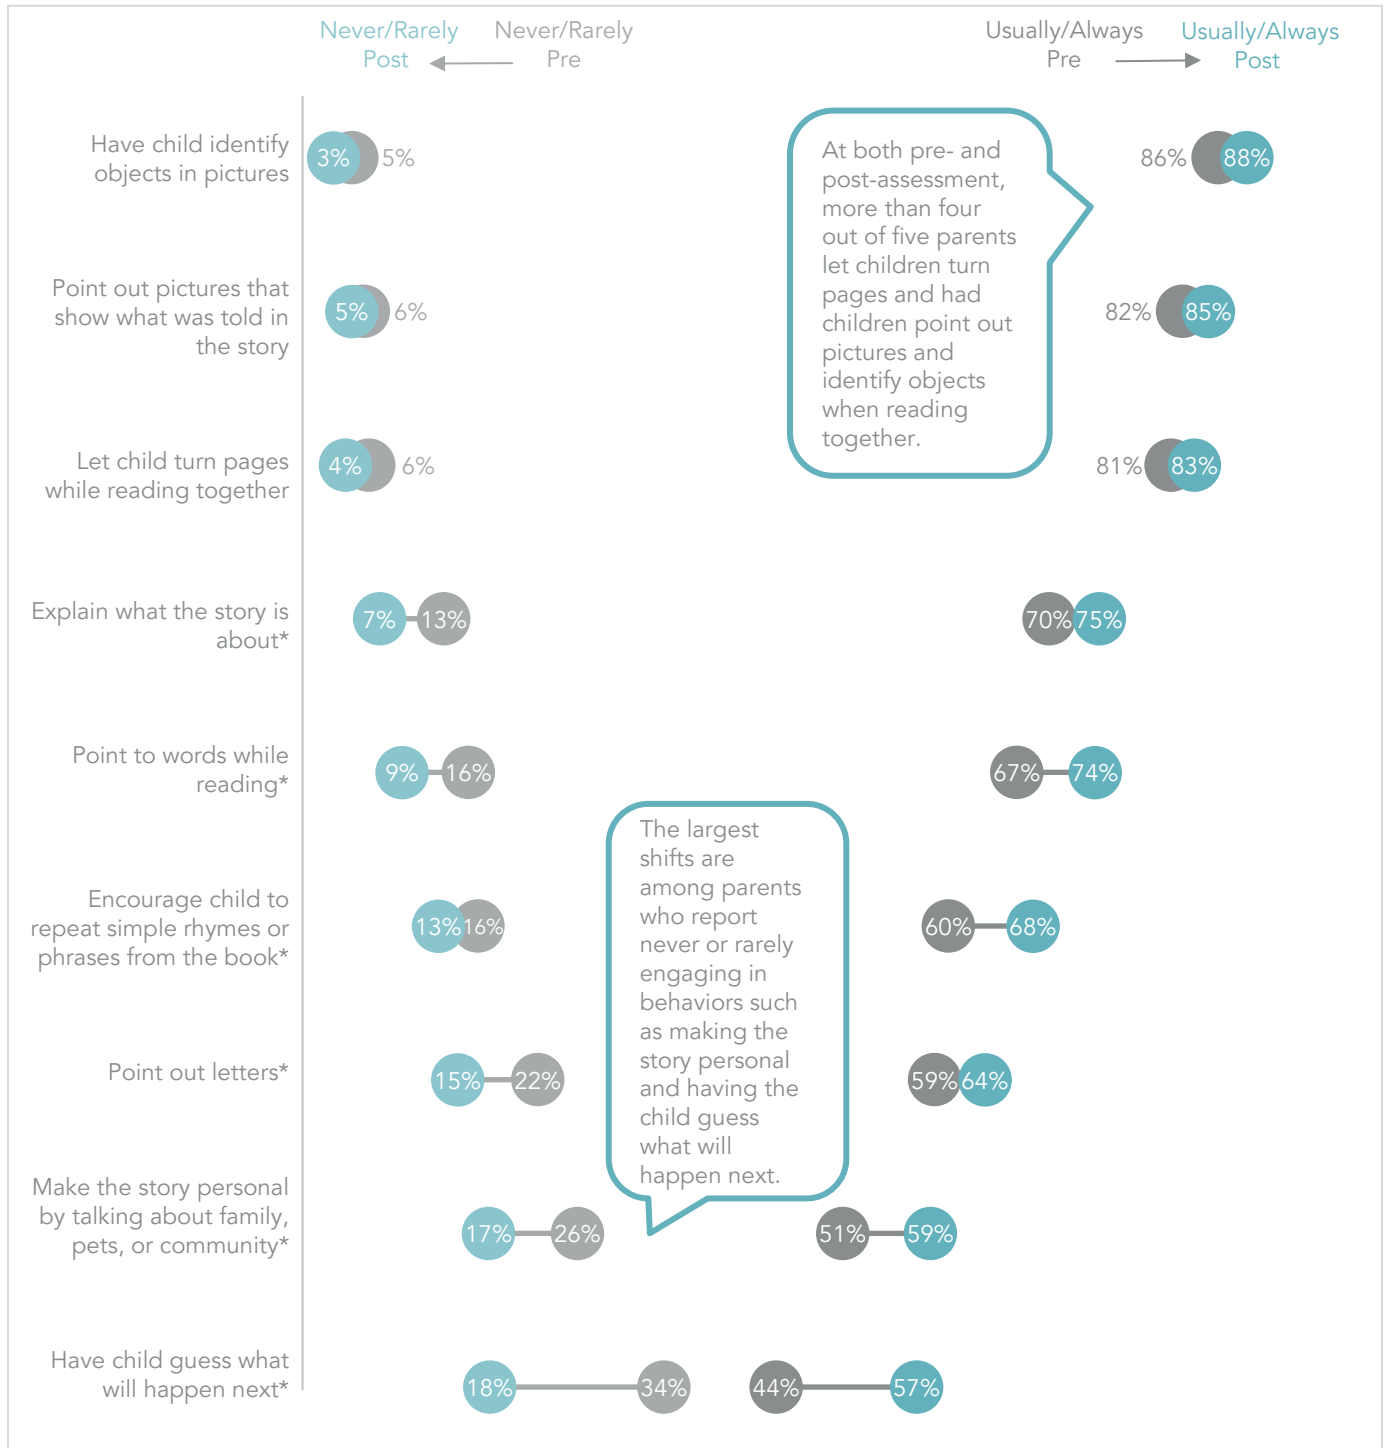 Never/Rarely Post
Never/Rarely Pre
Usually/Always Pre
Usually/Always Post
Have child identify
objects in pictures
3%
5%
86%
88%
At both pre- and
post-assessment,
more than four
out of five parents
let children turn
pages and had
children point out
pictures and
identify objects
when reading
together.
Point out pictures that
show what was told in
the story
5%
6%
82%
85%
Let child turn pages
while reading together
4%
6%
81%
83%
Explain what the story is
about*
7%
13%
70%
75%
Point to words while
reading*
9%
16%
67%
74%
The largest
shifts are
among parents
who report
never or rarely
engaging in
behaviors such
as making the
story personal
and having the
child guess
what will
happen next.
Encourage child to
repeat simple rhymes or
phrases from the book*
13%
16%
60%
68%
Point out letters*
15%
22%
59%
64%
Make the story personal
by talking about family,
pets, or community*
17%
26%
51%
59%
Have child guess what
will happen next*
18%
34%
44%
57%